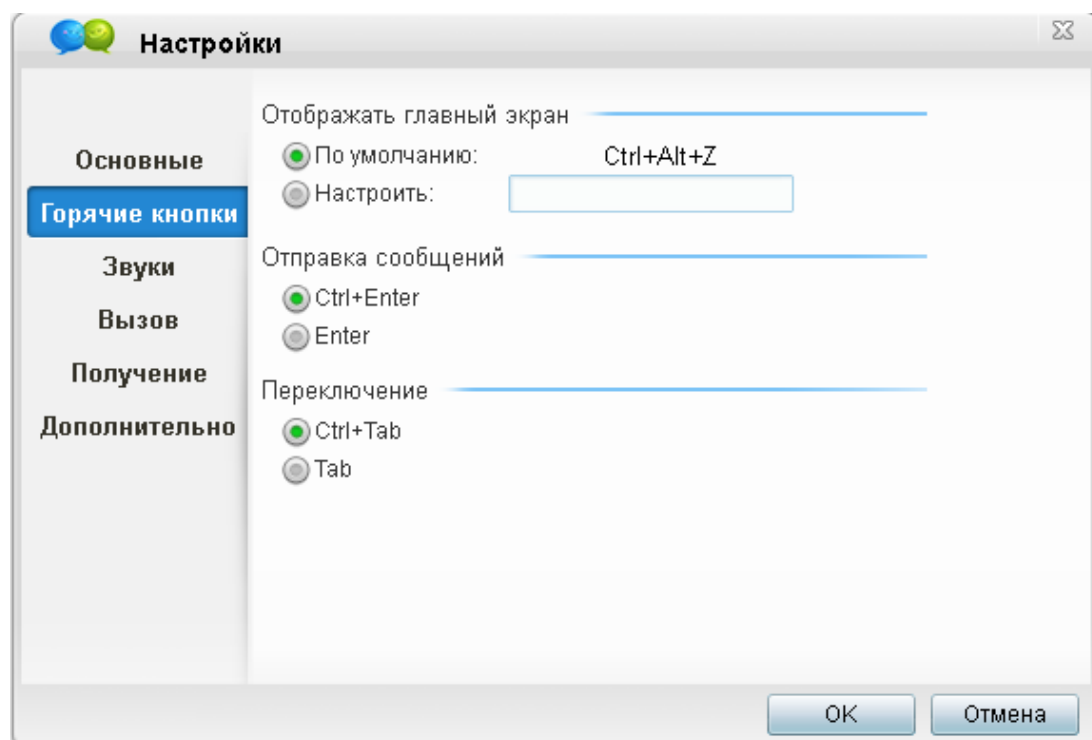 Настройки
Основные
Горячие кнопки
Звуки
Вызов
Получение
Дополнительно
Отображать главный экран
По умолчанию: Ctrl+Alt+Z
Настроить:
Отправка сообщений
Ctrl+Enter
Enter
Переключение
Ctrl+Tab
Tab
OK Отмена